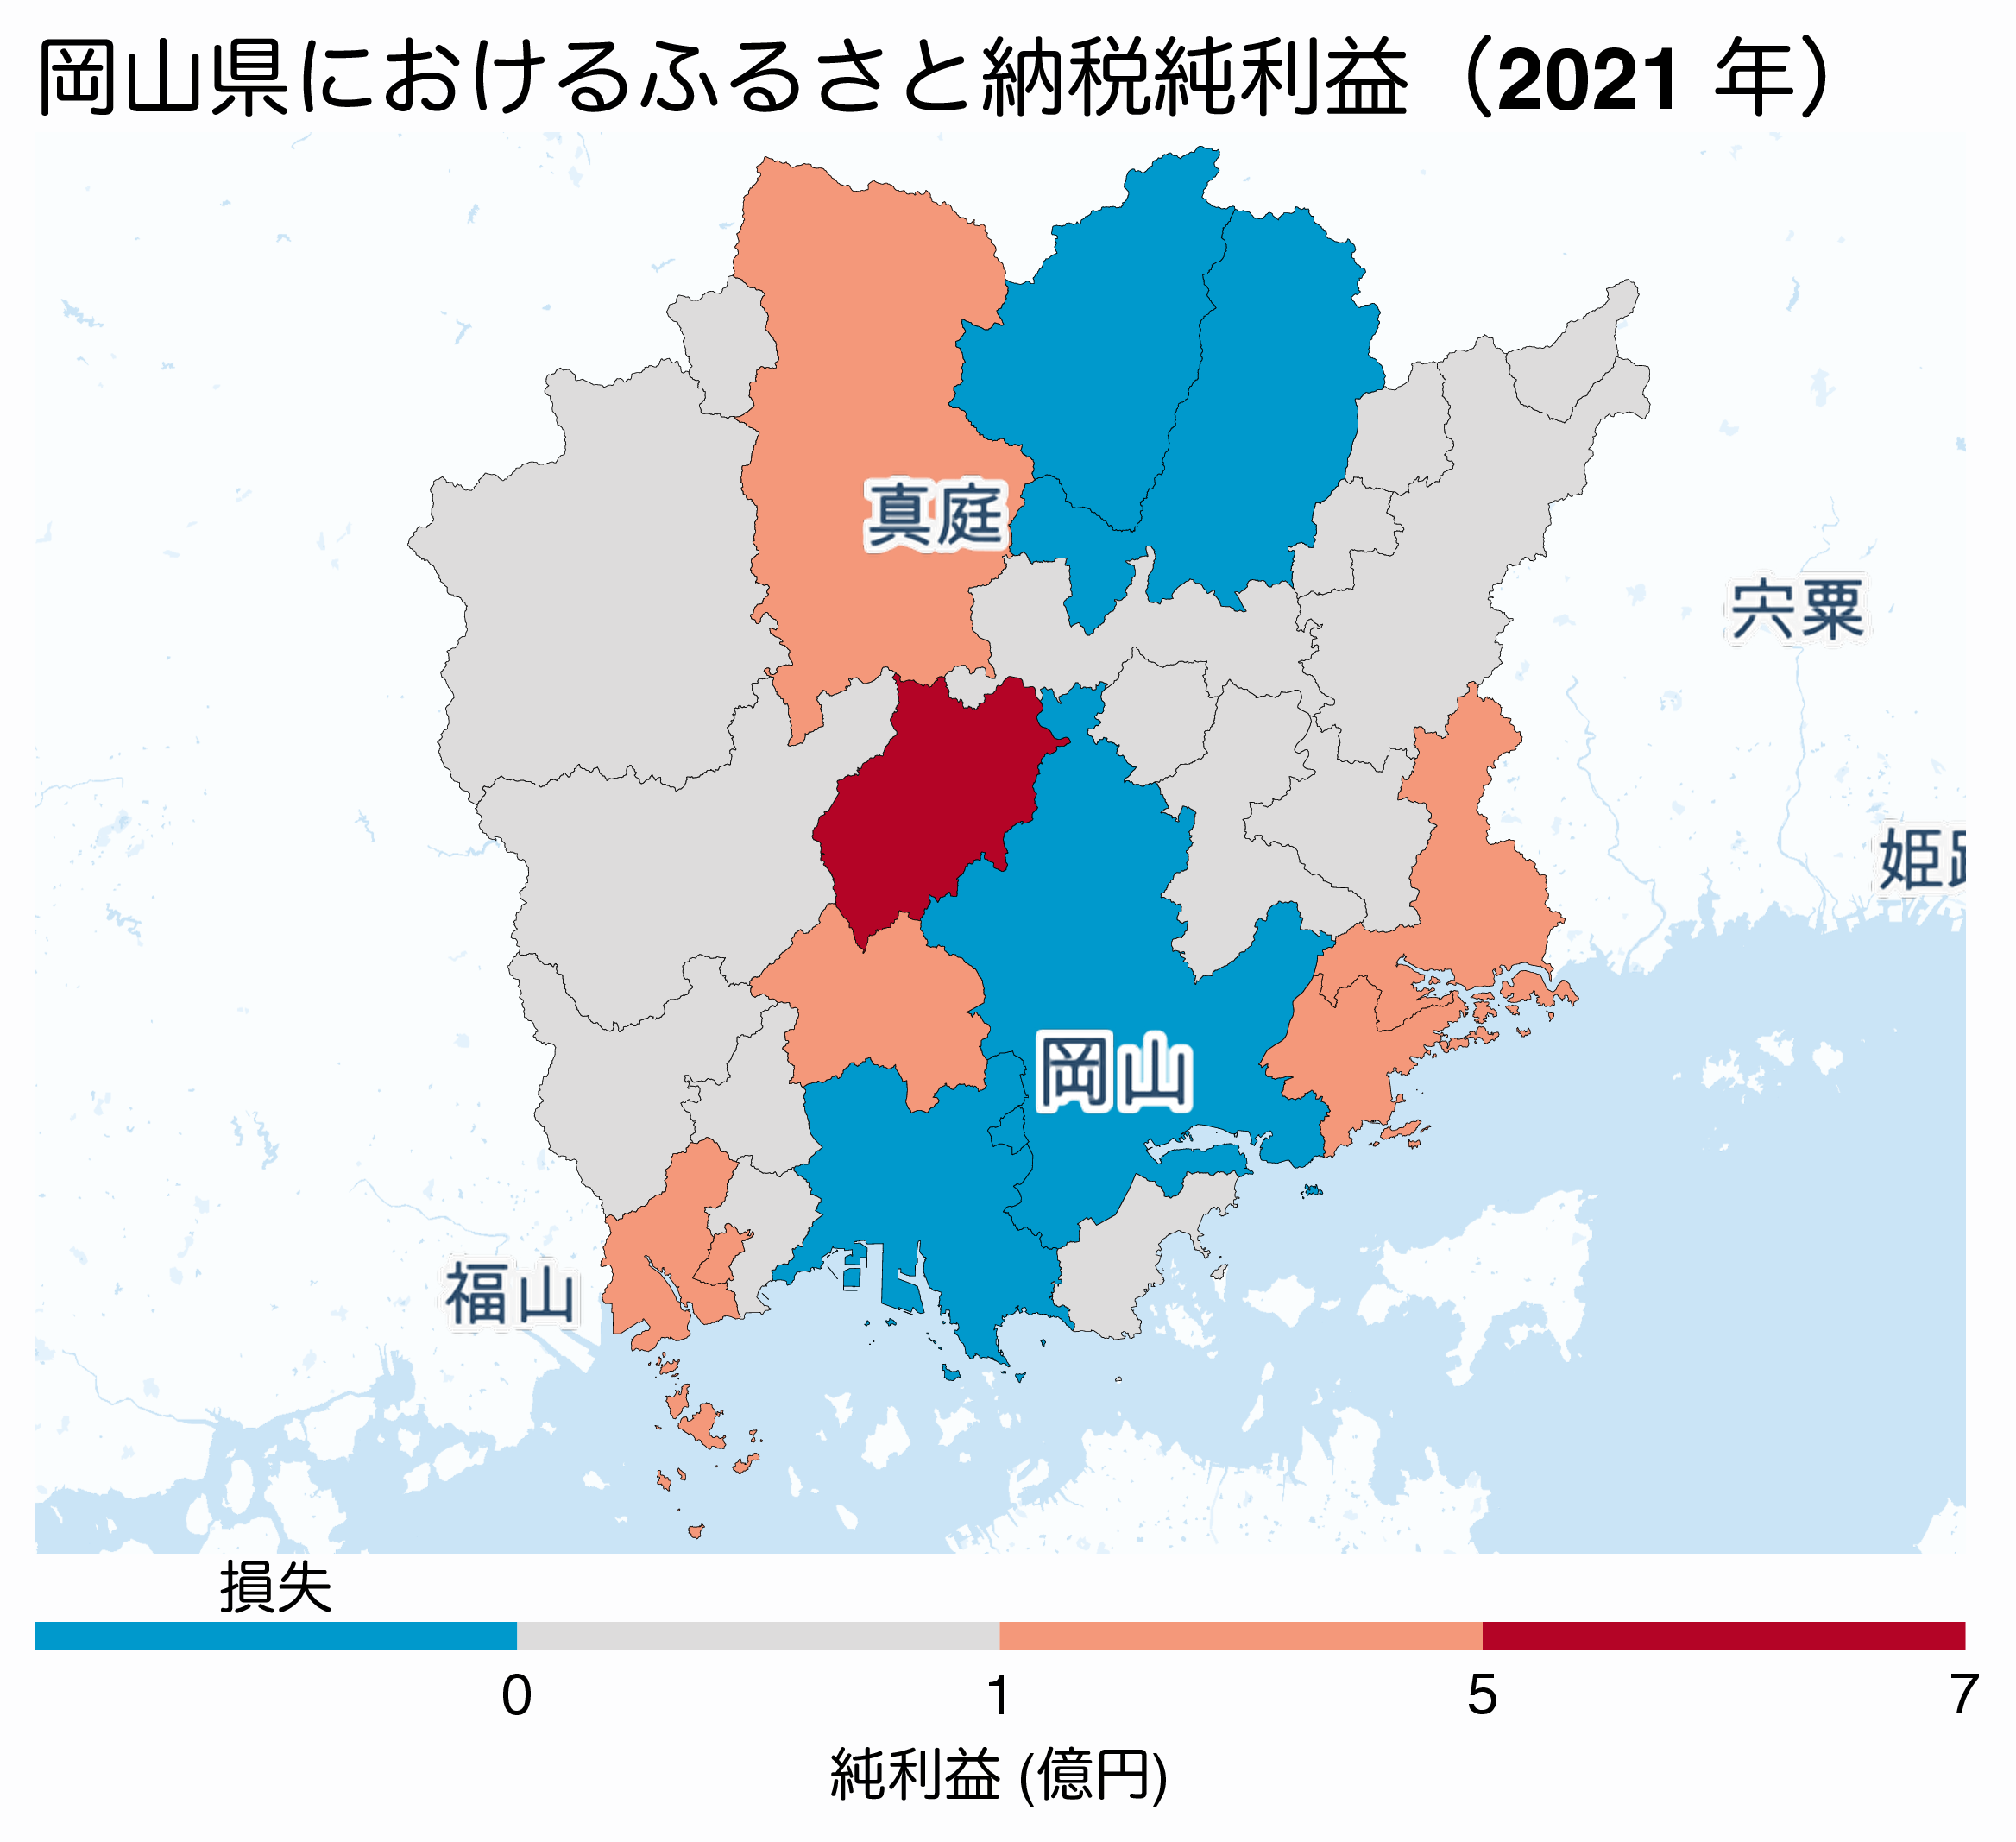 岡山県におけるふるさと納税純利益（2021 年）
真庭
宍粟
姫路
岡山
福山
損失
0 1 5 7
純利益 (億円)